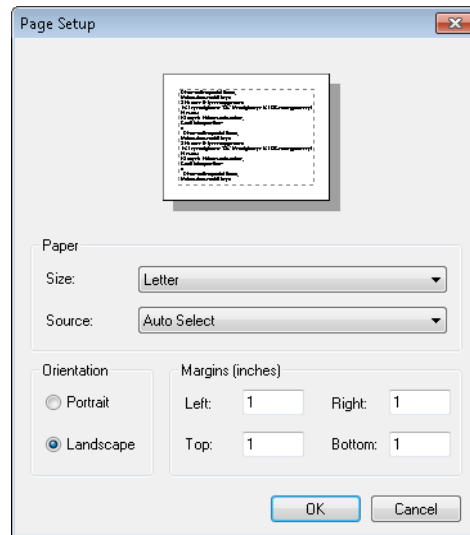 Page Setup
Paper
Size: Letter
Source: Auto Select
Orientation
Portrait
Landscape
Margins (inches)
Left: 1 Right: 1
Top: 1 Bottom: 1
OK Cancel